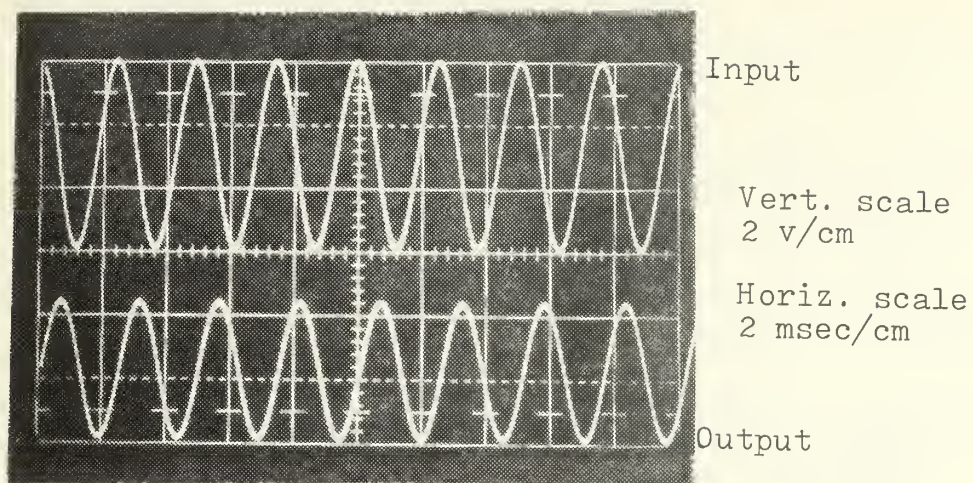 Input
Vert. scale
2 v/cm
Horiz. scale
2 msec/cm
Output